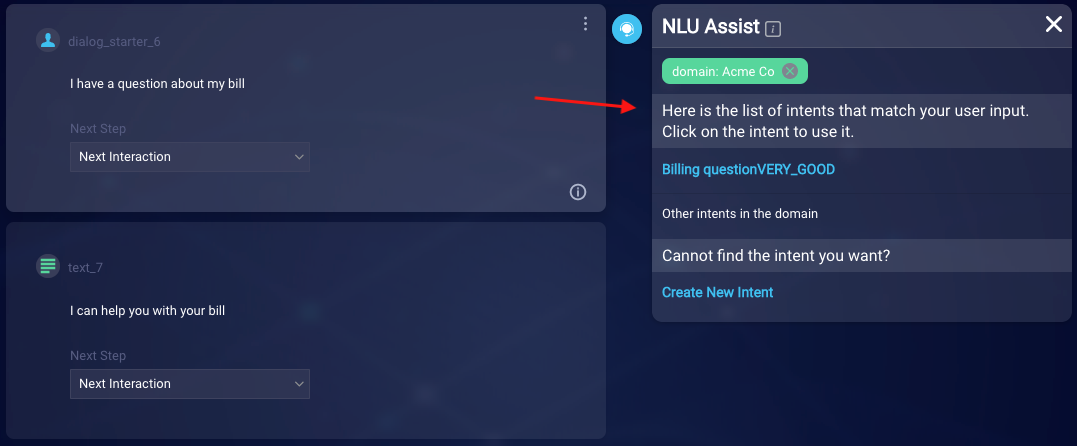 dialog_starter_6
I have a question about my bill
Next Step
Next Interaction
text_7
I can help you with your bill
Next Step
Next Interaction
NLU Assist
domain: Acme Co
Here is the list of intents that match your user input.
Click on the intent to use it.
Billing questionVERY_GOOD
Other intents in the domain
Cannot find the intent you want?
Create New Intent